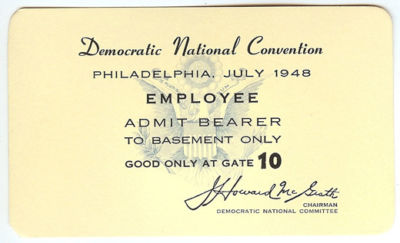 Democratic National Convention
PHILADELPHIA, JULY 1948
EMPLOYEE
ADMIT BEARER
TO BASEMENT ONLY
GOOD ONLY AT GATE 10
J Howard McGrath
CHAIRMAN
DEMOCRATIC NATIONAL COMMITTEE